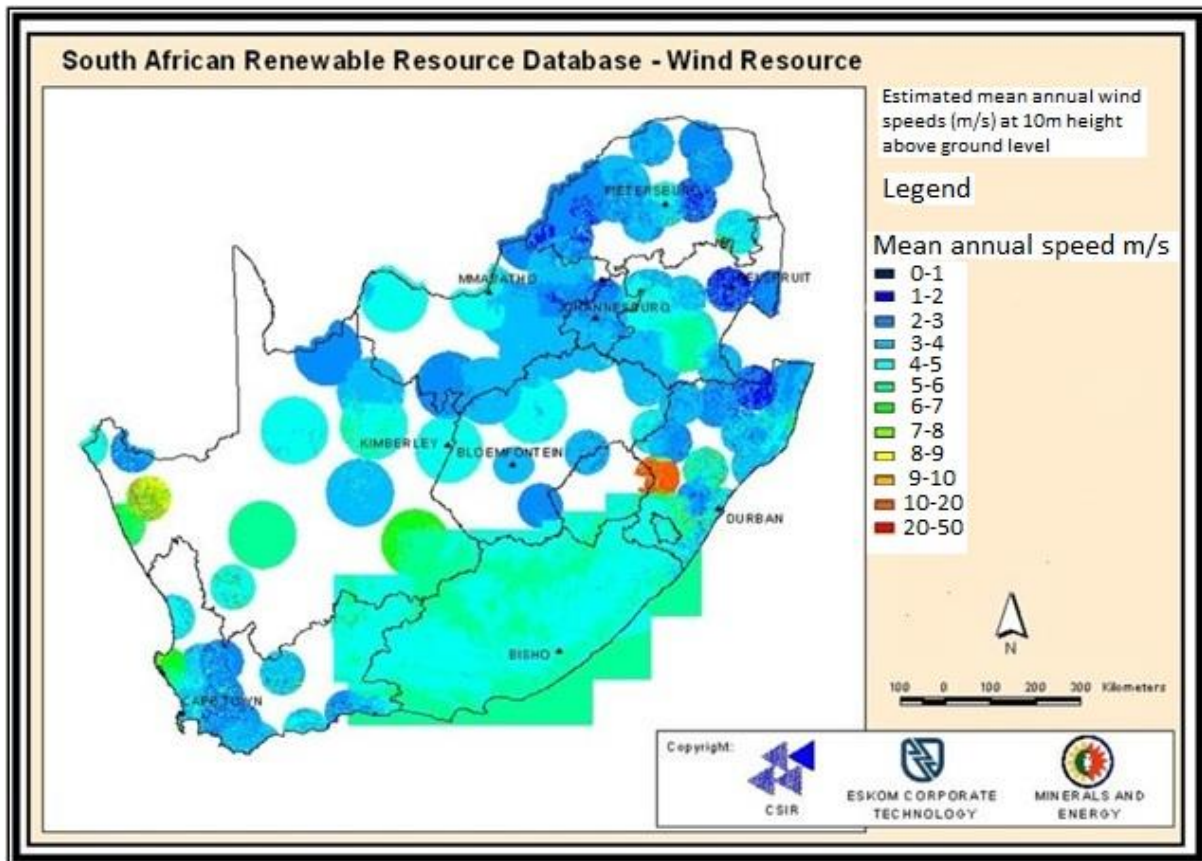 South African Renewable Resource Database - Wind Resource
Estimated mean annual wind
speeds (m/s) at 10m height
above ground level
Legend
Mean annual speed m/s
0-1
1-2
2-3
3-4
4-5
5-6
6-7
7-8
8-9
9-10
10-20
20-50
PIETERSBURG
MMABATHO
NELSPRUIT
JOHANNESBURG
KIMBERLEY
BLOEMFONTEIN
DURBAN
BISHO
CAPE TOWN
N
100 0 100 200 300 Kilometers
Copyright:
CSIR
ESKOM CORPORATE
TECHNOLOGY
MINERALS AND
ENERGY